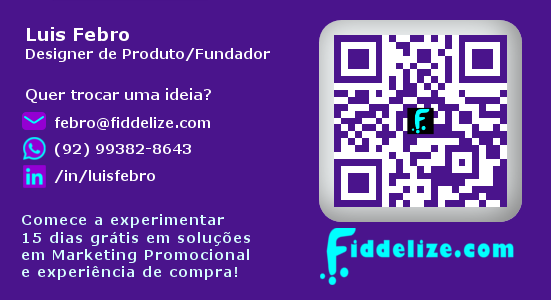 Luis Febro
Designer de Produto/Fundador
Quer trocar uma ideia?
febro@fiddelize.com
(92) 99382-8643
/in/luisfebro
Comece a experimentar
15 dias grátis em soluções
em Marketing Promocional
e experiência de compra!
F
Fiddelize.com